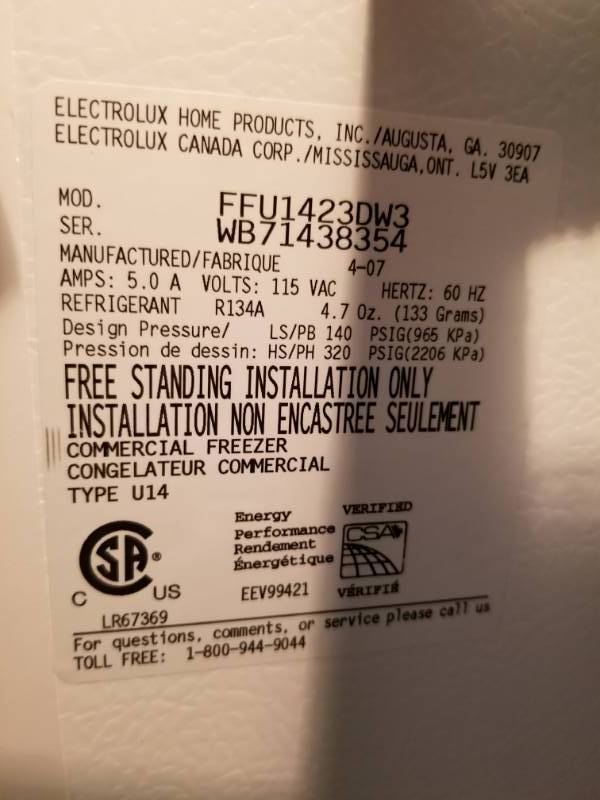 ELECTROLUX HOME PRODUCTS, INC./AUGUSTA, GA. 30907
ELECTROLUX CANADA CORP./MISSISSAUGA,ONT. L5V 3EA
MOD. FFU1423DW3
SER. WB71438354
MANUFACTURED/FABRIQUE 4-07
AMPS: 5.0 A VOLTS: 115 VAC HERTZ: 60 HZ
REFRIGERANT R134A 4.7 Oz. (133 Grams)
Design Pressure/ LS/PB 140 PSIG(965 KPa)
Pression de dessin: HS/PH 320 PSIG(2206 KPa)
FREE STANDING INSTALLATION ONLY
INSTALLATION NON ENCASTREE SEULEMENT
COMMERCIAL FREEZER
CONGELATEUR COMMERCIAL
TYPE U14
SA ®
C US
LR67369
Energy
Performance
Rendement
Énergétique
EEV99421
VERIFIED
CSA
VÉRIFIÉ
For questions, comments, or service please call us
TOLL FREE: 1-800-944-9044